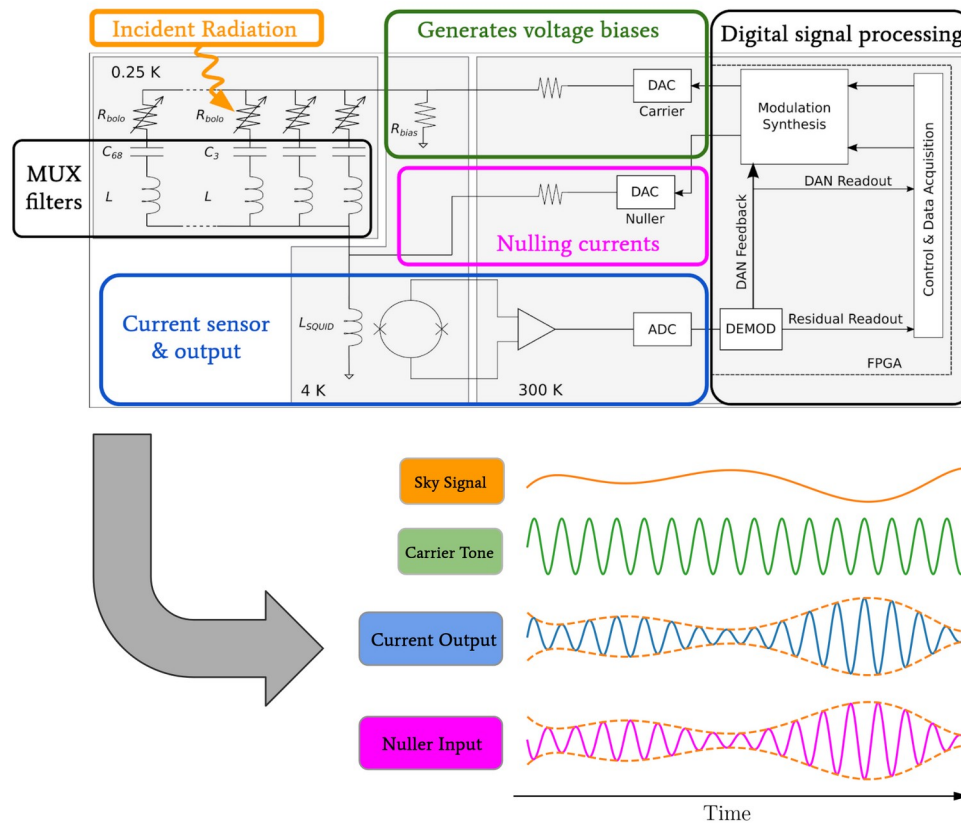 Incident Radiation
Generates voltage biases
Digital signal processing
0.25 K
R_bolo
R_bolo
R_bias
DAC
Carrier
Modulation
Synthesis
MUX
filters
C_68
C_3
L
L
DAC
Nuller
Nulling currents
DAN Readout
DAN Feedback
Control & Data Acquisition
Current sensor
& output
L_SQUID
ADC
DEMOD
Residual Readout
FPGA
4 K
300 K
Sky Signal
Carrier Tone
Current Output
Nuller Input
Time